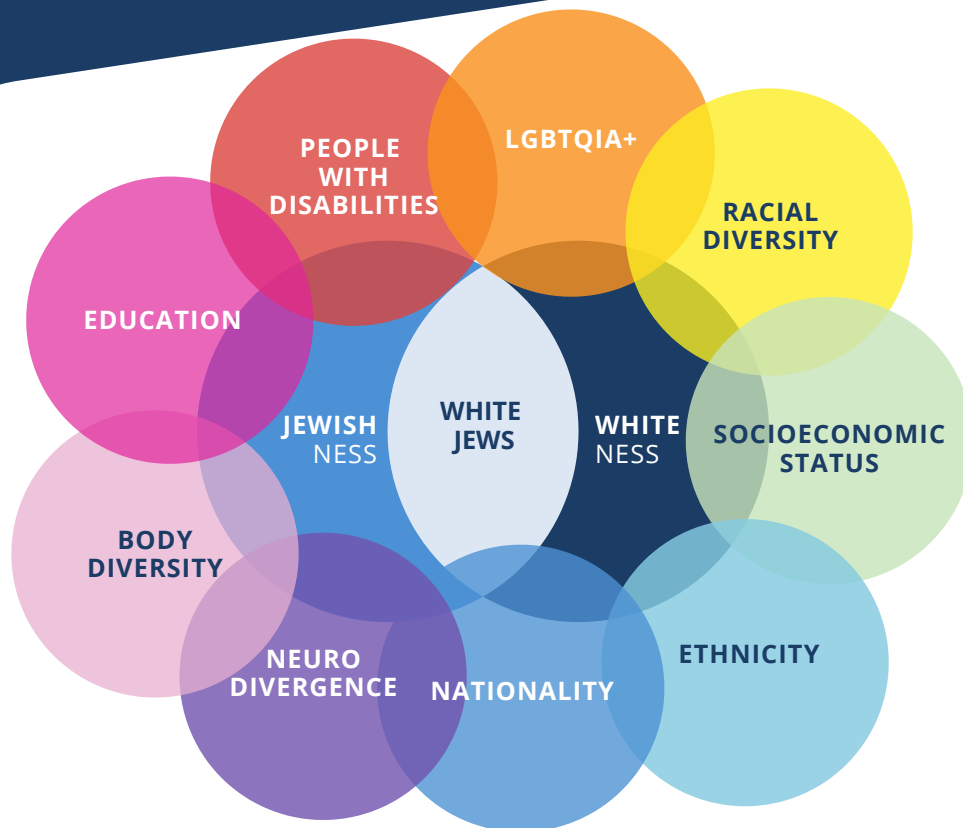 PEOPLE
WITH
DISABILITIES
LGBTQIA+
RACIAL
DIVERSITY
EDUCATION
JEWISH
NESS
WHITE
JEWS
WHITE
NESS
SOCIOECONOMIC
STATUS
BODY
DIVERSITY
NEURO
DIVERGENCE
NATIONALITY
ETHNICITY